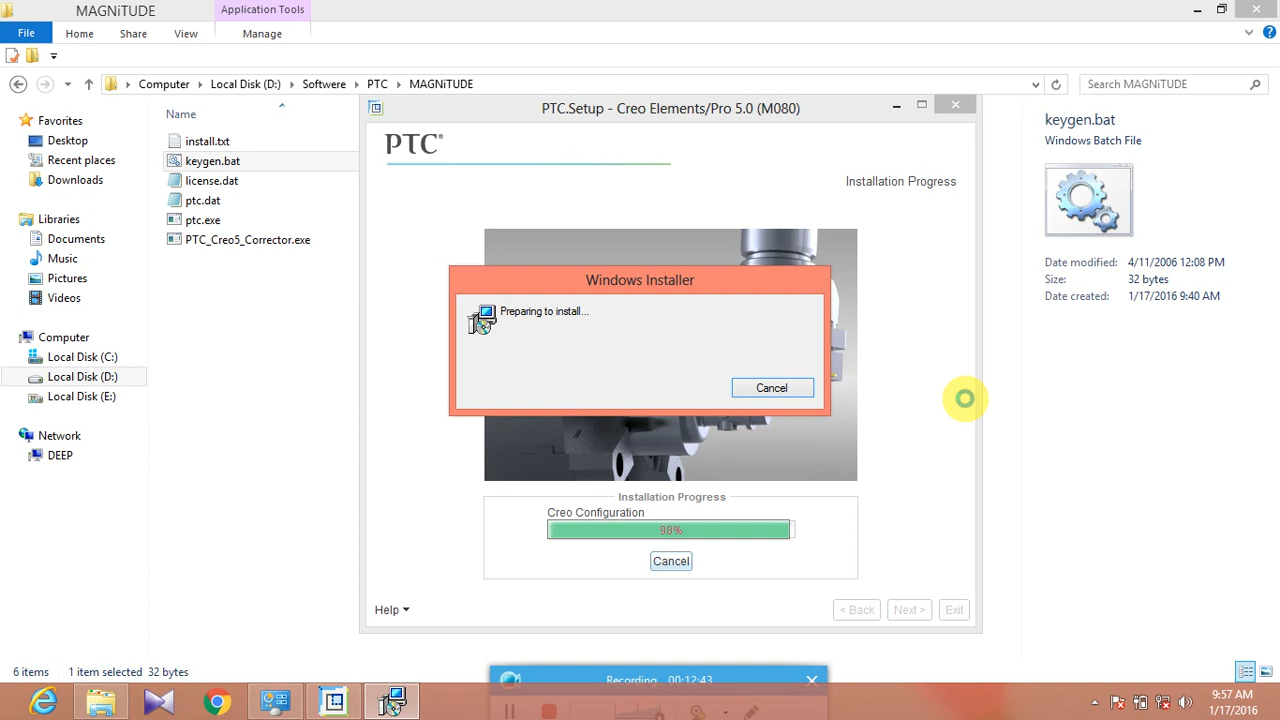 MAGNiTUDE
Application Tools
File
Home
Share
View
Manage
Computer
Local Disk (D:)
Softwere
PTC
MAGNiTUDE
Search MAGNiTUDE
Favorites
Desktop
Recent places
Downloads
Libraries
Documents
Music
Pictures
Videos
Computer
Local Disk (C:)
Local Disk (D:)
Local Disk (E:)
Network
DEEP
Name
install.txt
keygen.bat
license.dat
ptc.dat
ptc.exe
PTC_Creo5_Corrector.exe
PTC.Setup - Creo Elements/Pro 5.0 (M080)
PTC®
Installation Progress
Windows Installer
Preparing to install...
Cancel
Installation Progress
Creo Configuration
98%
Cancel
Help
< Back
Next >
Exit
keygen.bat
Windows Batch File
Date modified: 4/11/2006 12:08 PM
Size: 32 bytes
Date created: 1/17/2016 9:40 AM
6 items
1 item selected 32 bytes
Recording 00:12:43
9:57 AM
1/17/2016